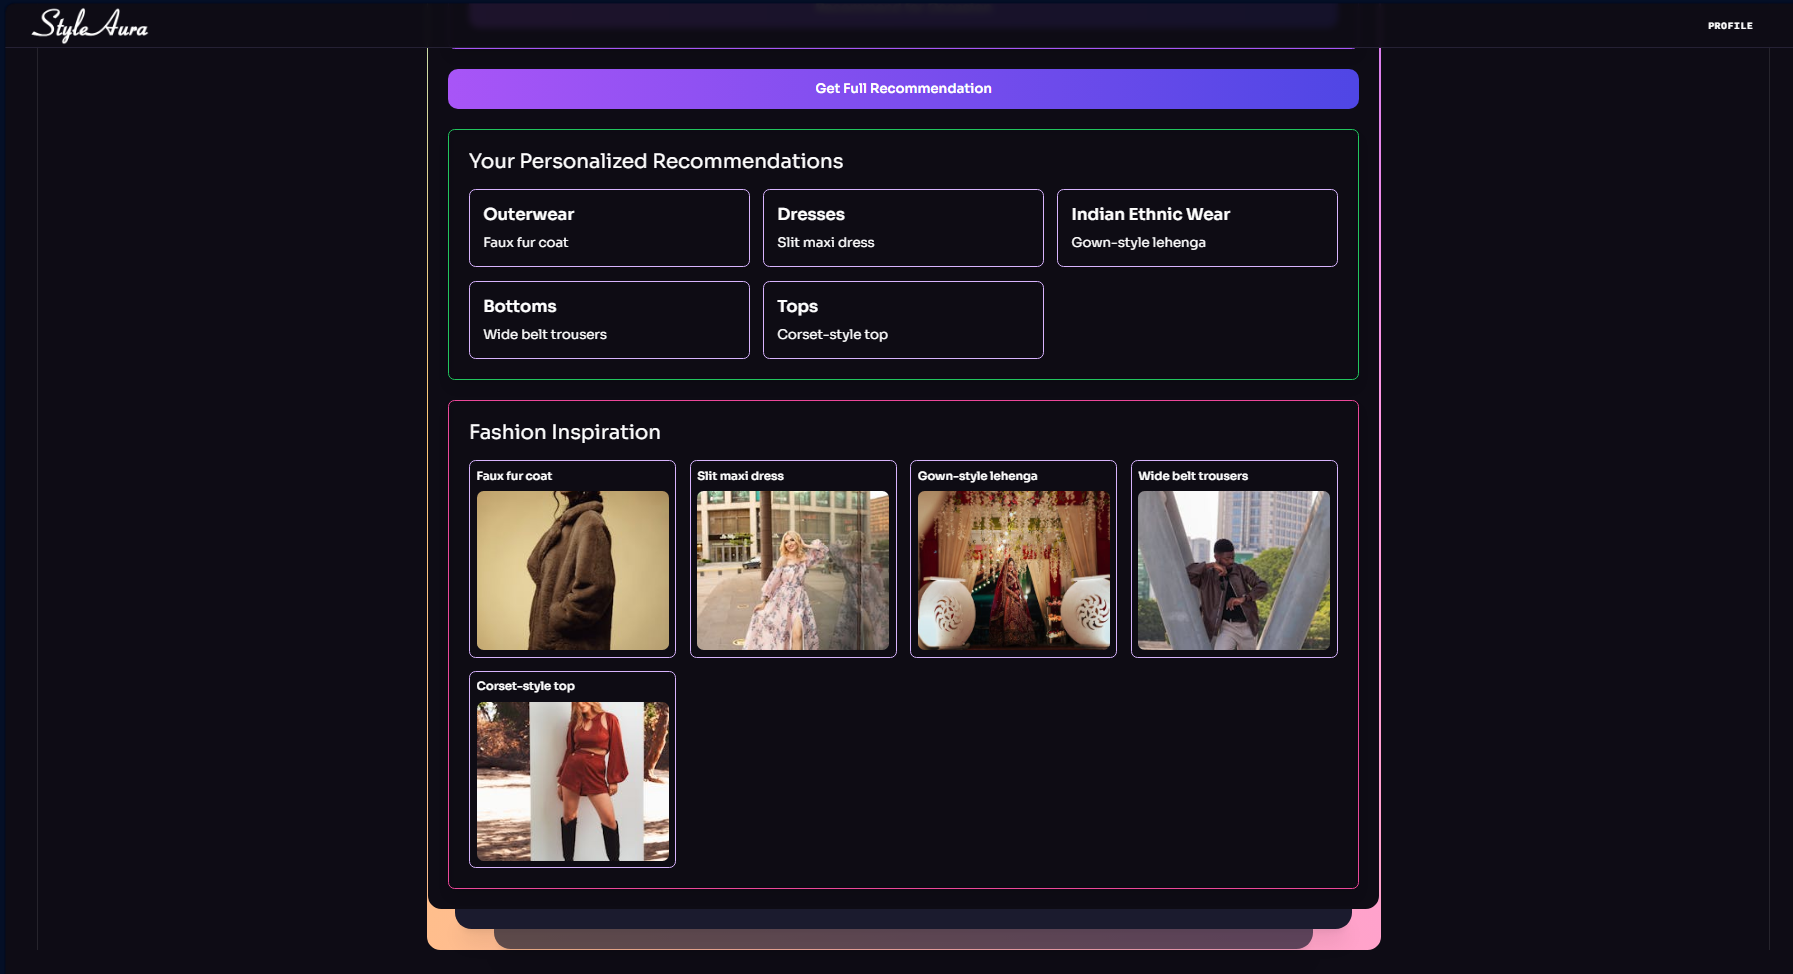 Style Aura
PROFILE
Get Full Recommendation
Your Personalized Recommendations
Outerwear
Faux fur coat
Dresses
Slit maxi dress
Indian Ethnic Wear
Gown-style lehenga
Bottoms
Wide belt trousers
Tops
Corset-style top
Fashion Inspiration
Faux fur coat
Slit maxi dress
Gown-style lehenga
Wide belt trousers
Corset-style top